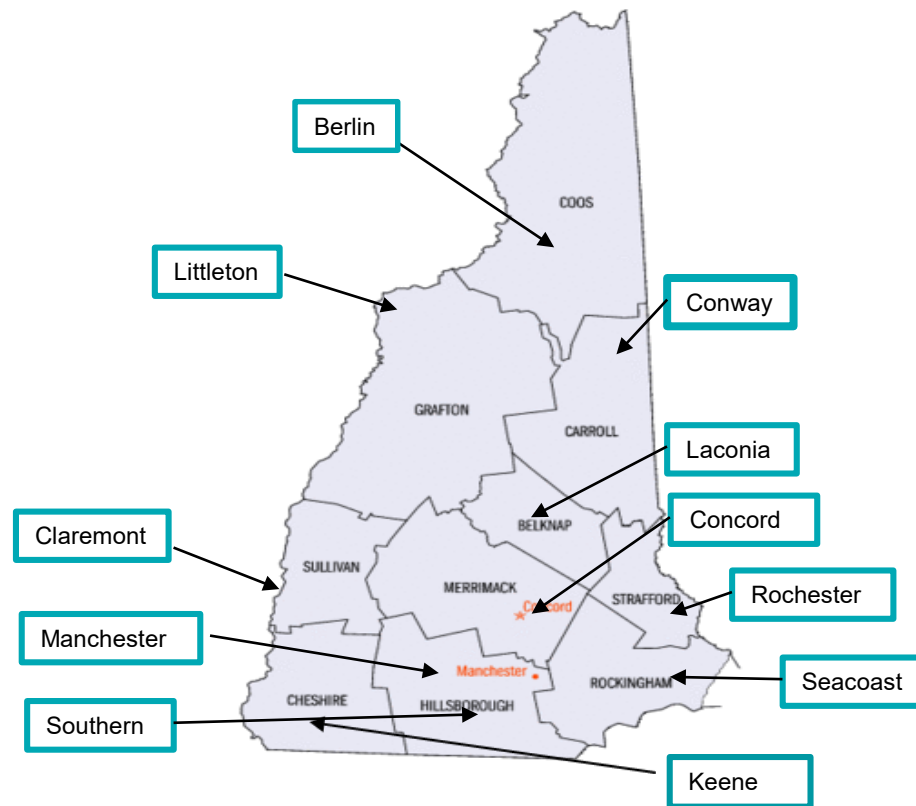 Berlin
COOS
Littleton
Conway
GRAFTON
CARROLL
Laconia
BELKNAP
Concord
Claremont
SULLIVAN
MERRIMACK
STRAFFORD
Rochester
Concord
Manchester
Manchester
ROCKINGHAM
Seacoast
CHESHIRE
HILLSBOROUGH
Southern
Keene